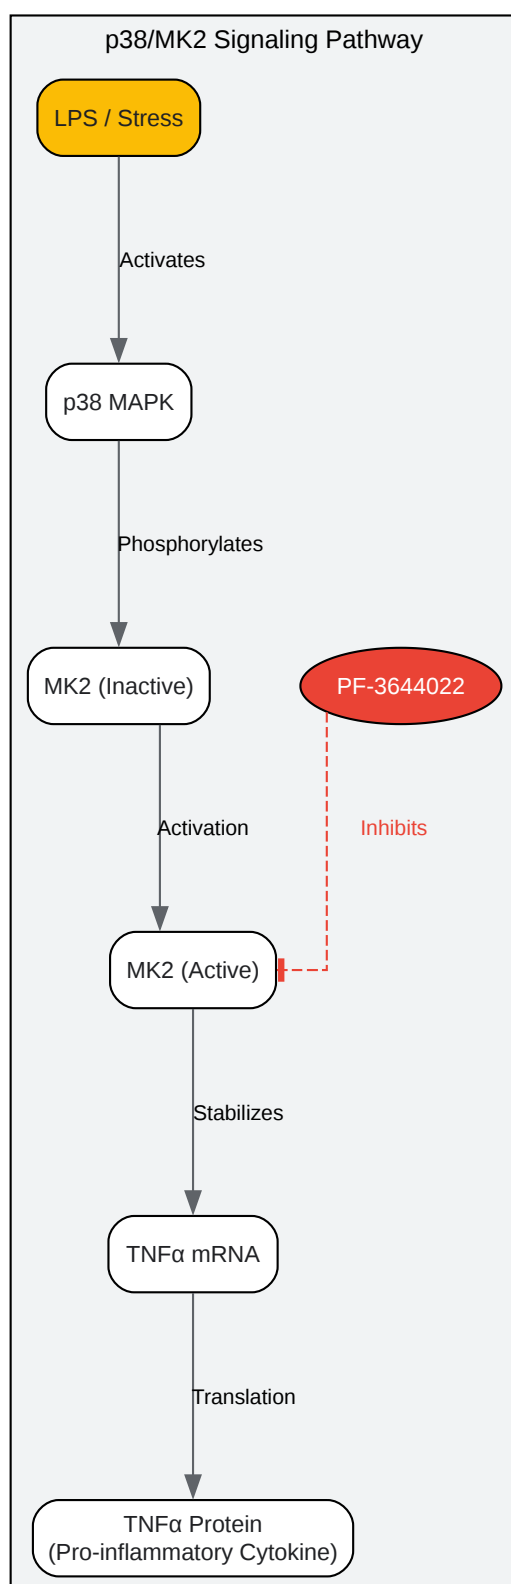 p38/MK2 Signaling Pathway
LPS / Stress
Activates
p38 MAPK
Phosphorylates
MK2 (Inactive)
PF-3644022
Activation
Inhibits
MK2 (Active)
Stabilizes
TNFα mRNA
Translation
TNFα Protein
(Pro-inflammatory Cytokine)